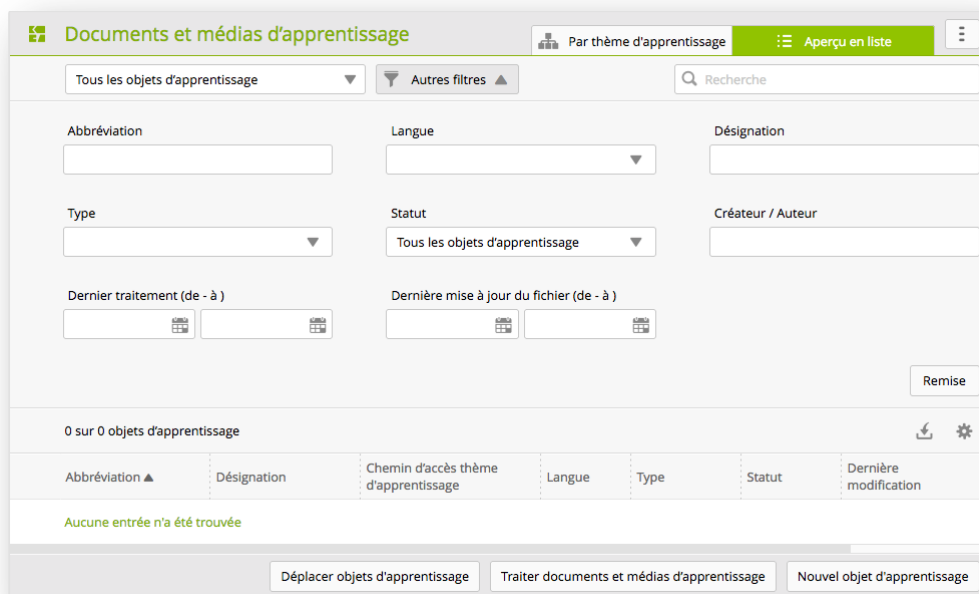 Documents et médias d'apprentissage
Par thème d'apprentissage
Aperçu en liste
Tous les objets d'apprentissage
Autres filtres
Recherche
Abbréviation
Langue
Désignation
Type
Statut
Créateur / Auteur
Tous les objets d'apprentissage
Dernier traitement (de - à )
Dernière mise à jour du fichier (de - à )
Remise
0 sur 0 objets d'apprentissage
Abbréviation
Désignation
Chemin d'accès thème
d'apprentissage
Langue
Type
Statut
Dernière
modification
Aucune entrée n'a été trouvée
Déplacer objets d'apprentissage
Traiter documents et médias d'apprentissage
Nouvel objet d'apprentissage